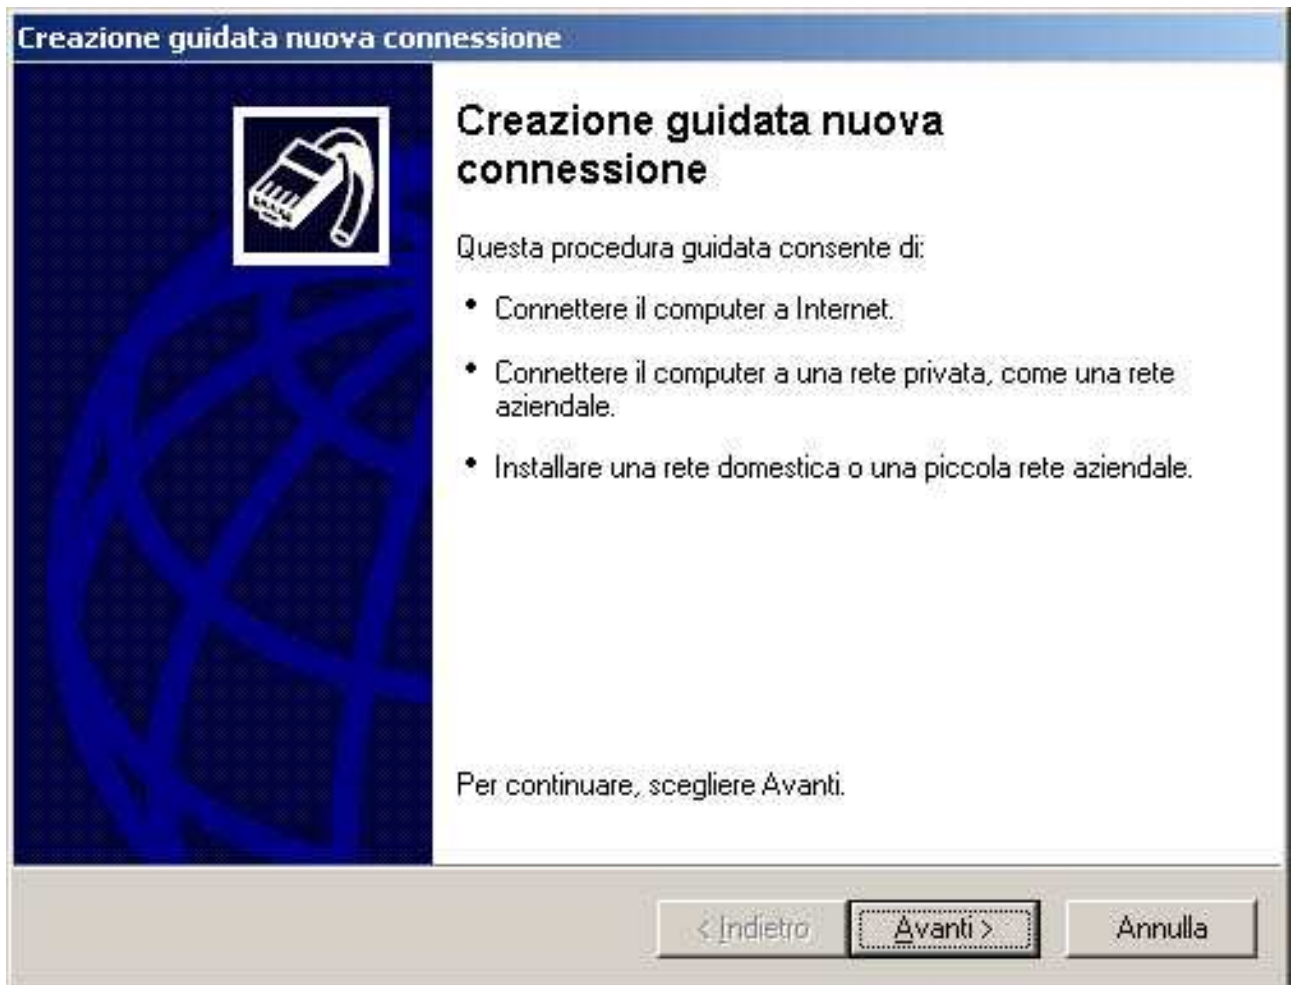 Creazione guidata nuova connessione
Creazione guidata nuova
connessione
Questa procedura guidata consente di:
• Connettere il computer a Internet.
• Connettere il computer a una rete privata, come una rete
aziendale.
• Installare una rete domestica o una piccola rete aziendale.
Per continuare, scegliere Avanti.
< Indietro
Avanti >
Annulla